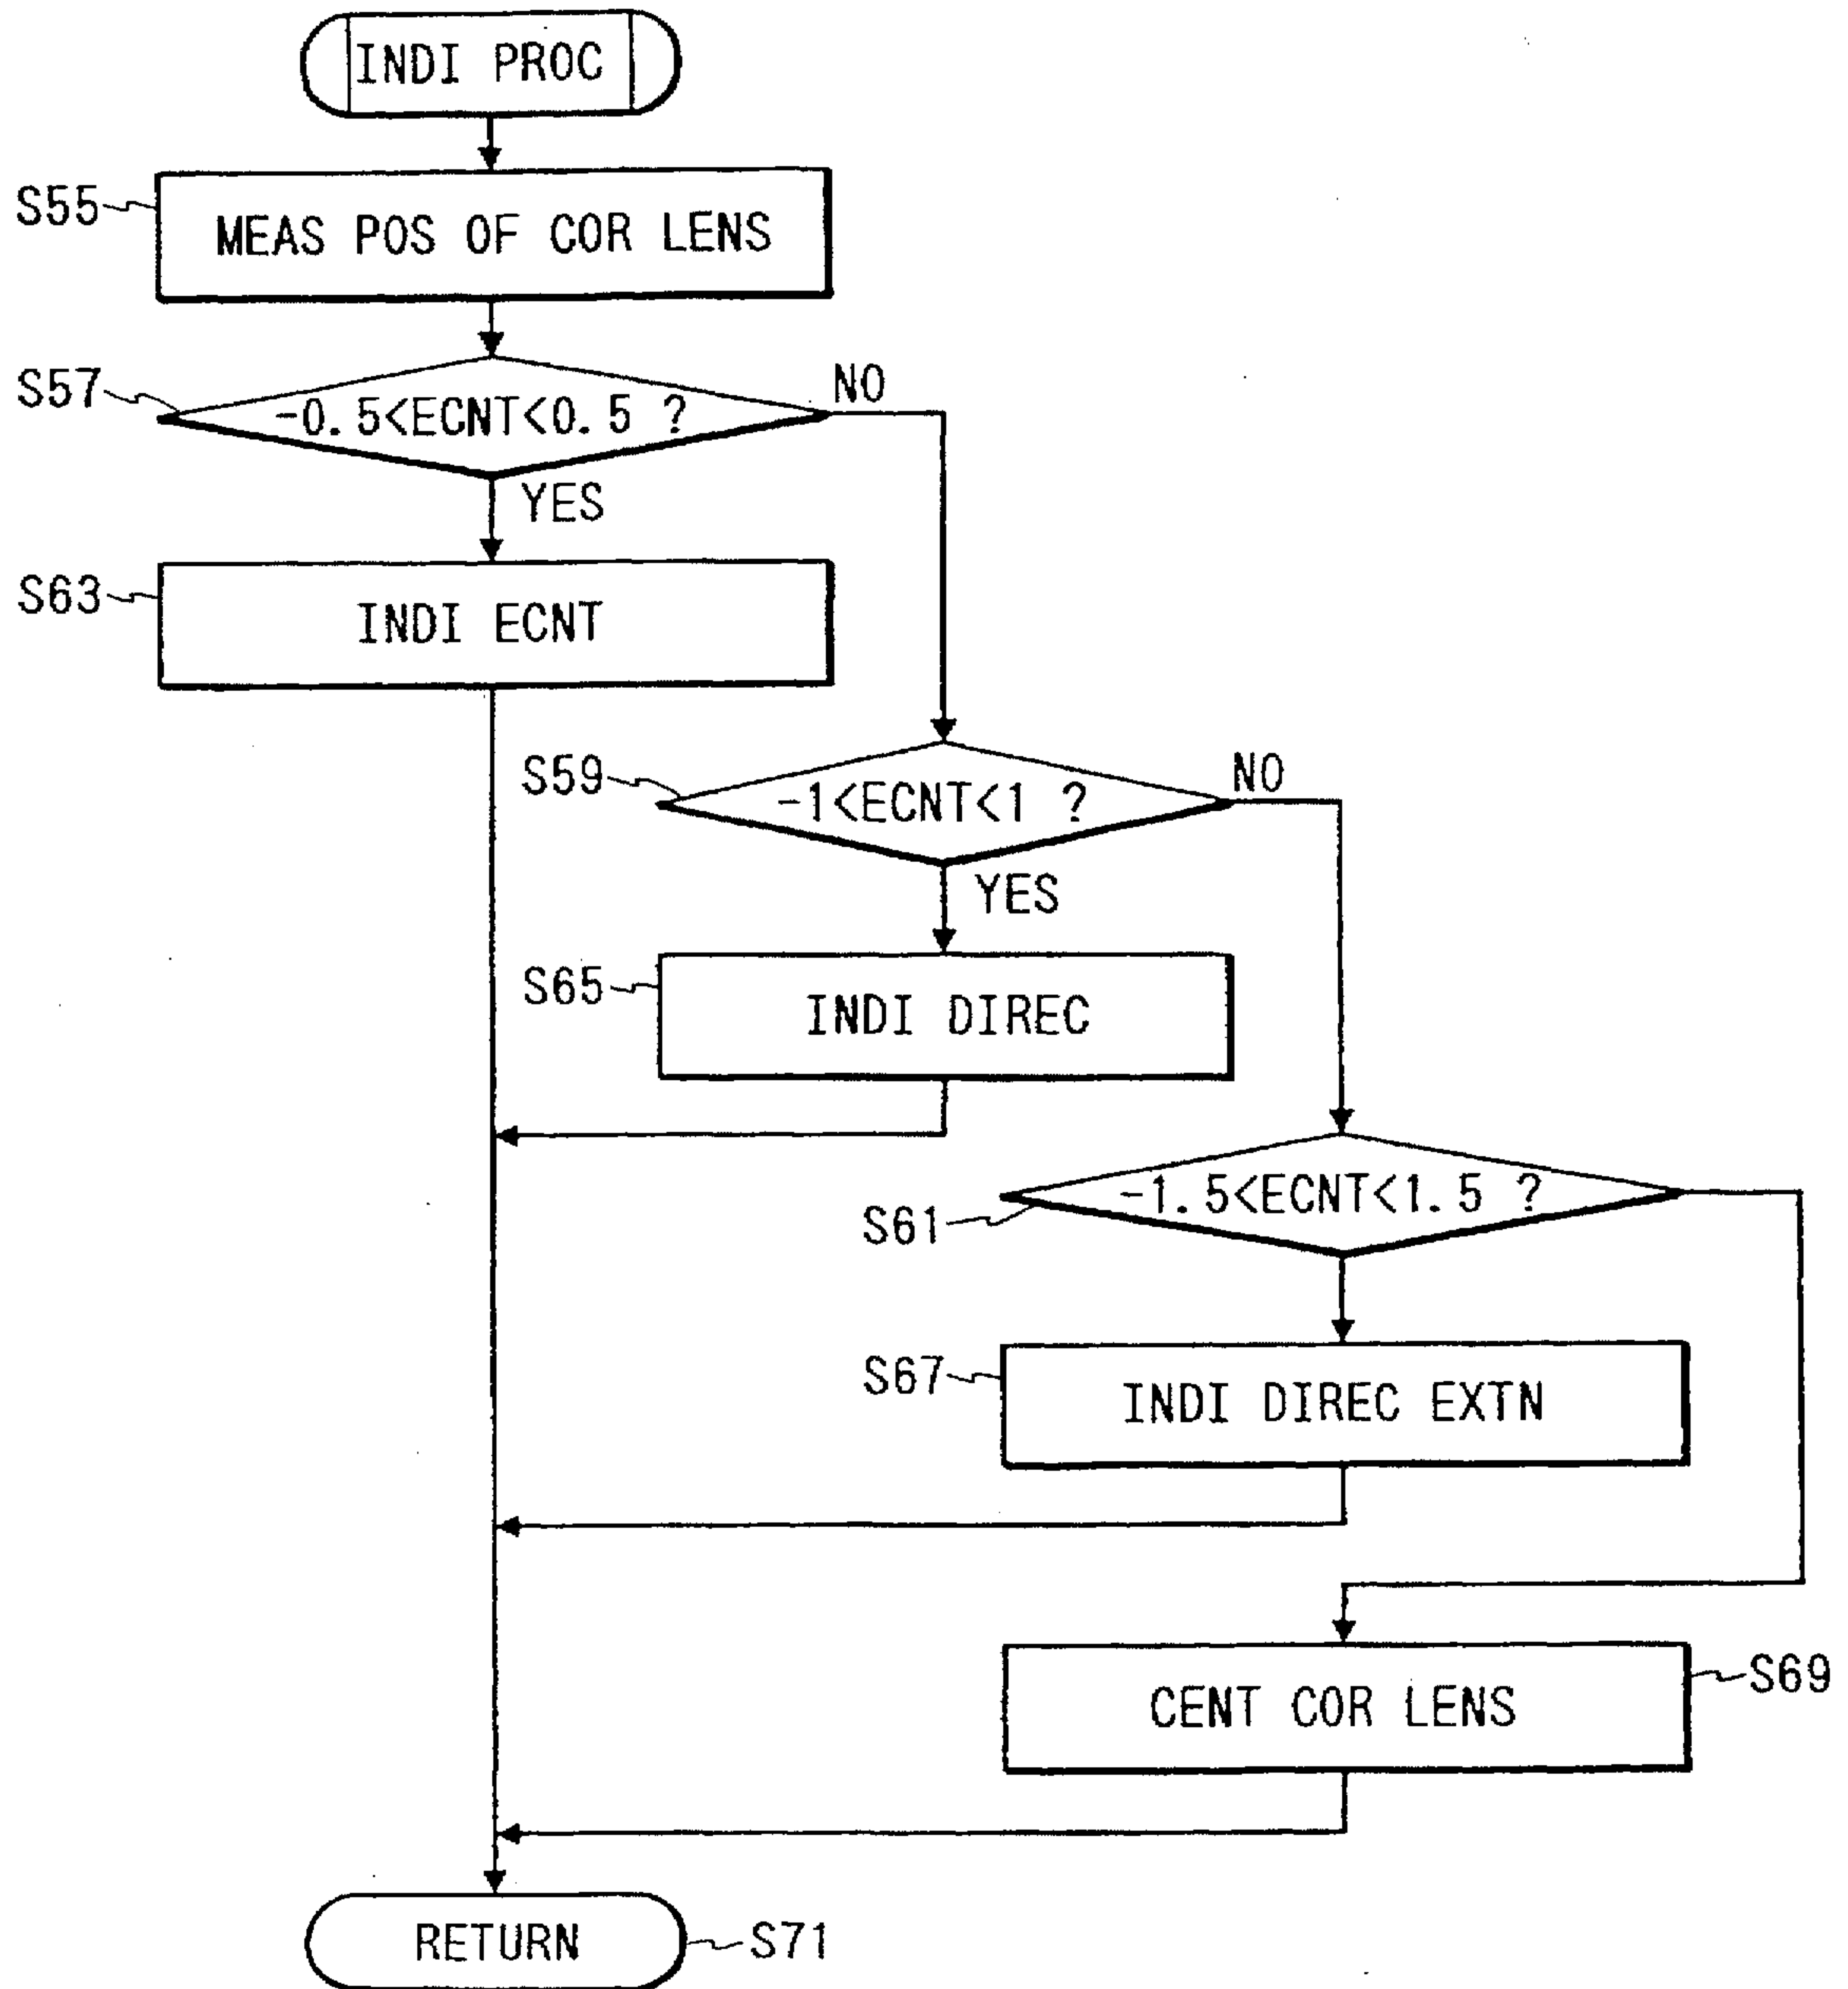 INDI PROC
S55
MEAS POS OF COR LENS
S57
-0.5<ECNT<0.5 ?
NO
YES
S63
INDI ECNT
S59
-1<ECNT<1 ?
NO
YES
S65
INDI DIREC
S61
-1.5<ECNT<1.5 ?
S67
INDI DIREC EXTN
CENT COR LENS
S69
RETURN
S71